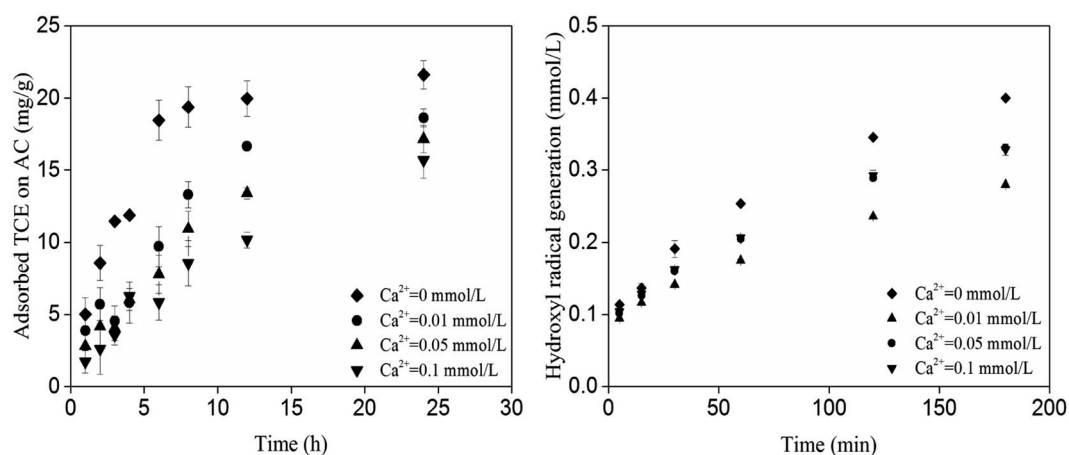 Adsorbed TCE on AC (mg/g)
25
20
15
10
5
0
Ca²⁺=0 mmol/L
Ca²⁺=0.01 mmol/L
Ca²⁺=0.05 mmol/L
Ca²⁺=0.1 mmol/L
0 5 10 15 20 25 30
Time (h)
Hydroxyl radical generation (mmol/L)
0.5
0.4
0.3
0.2
0.1
0.0
Ca²⁺=0 mmol/L
Ca²⁺=0.01 mmol/L
Ca²⁺=0.05 mmol/L
Ca²⁺=0.1 mmol/L
0 50 100 150 200
Time (min)